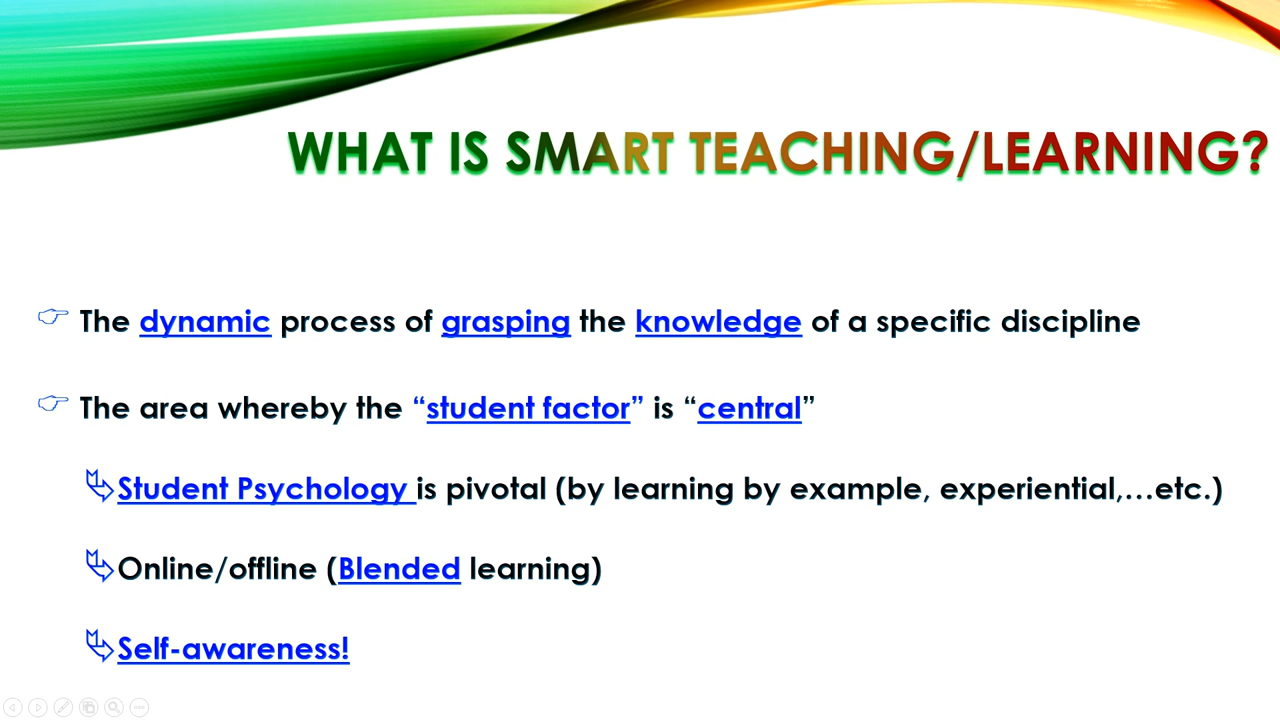 WHAT IS SMART TEACHING/LEARNING?
The dynamic process of grasping the knowledge of a specific discipline
The area whereby the “student factor” is “central”
Student Psychology is pivotal (by learning by example, experiential,…etc.)
Online/offline (Blended learning)
Self-awareness!